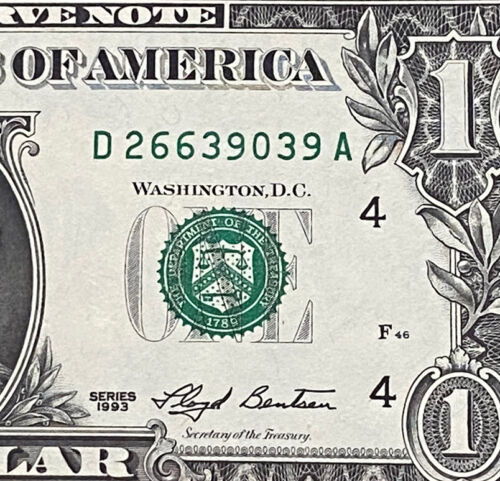 RVE NOTE
OF AMERICA
1
D 26639039 A
WASHINGTON, D.C.
4
ONE
THE DEPARTMENT OF THE TREASURY
1789
F 46
SERIES
1993
Lloyd Bentsen
4
1
Secretary of the Treasury.
LAR